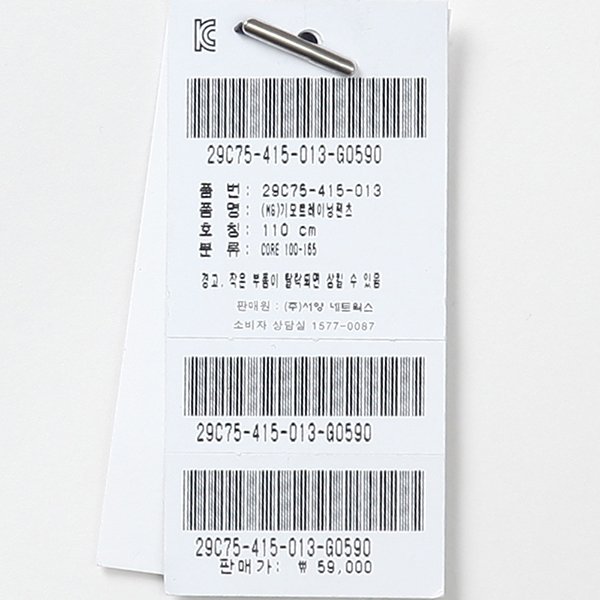 29C75-415-013-G0590
품 번 : 29C75-415-013
품 명 : (MG)기모트레이닝팬츠
호 칭 : 110 cm
분 류 : CORE 100-165
경고, 작은 부품이 탈락되면 삼킬 수 있음
판매원 : (주)서양 네트웍스
소비자 상담실 1577-0087
29C75-415-013-G0590
29C75-415-013-G0590
판매가: ₩ 59,000